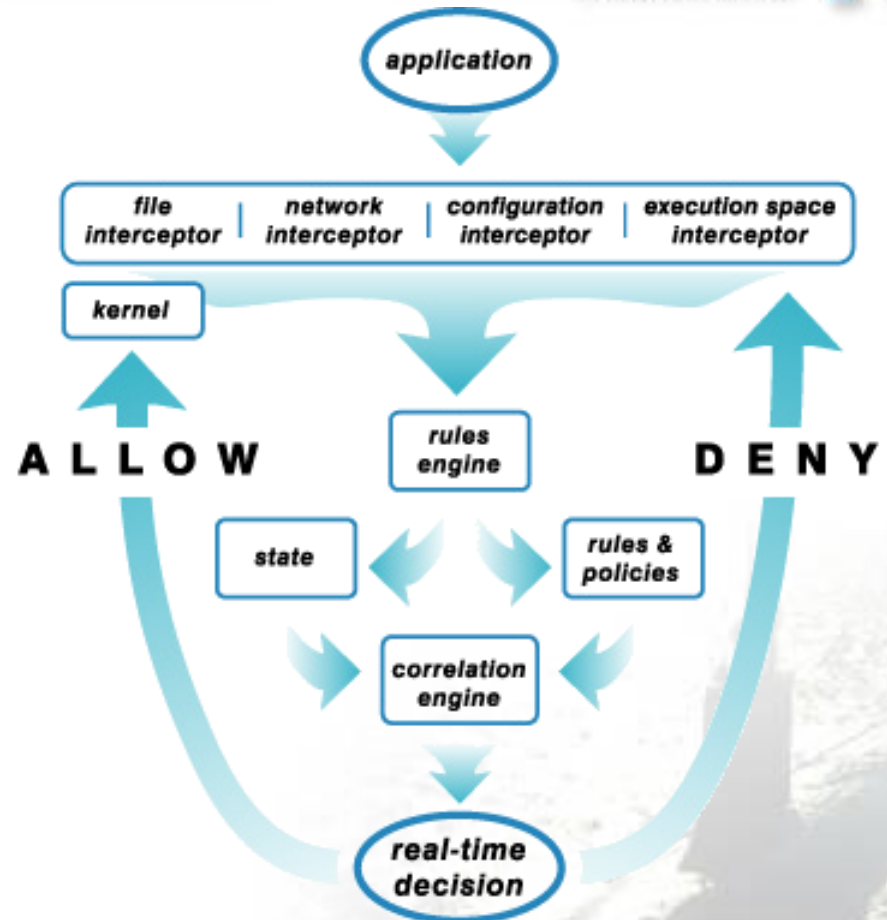 application
file network configuration execution space
interceptor interceptor interceptor interceptor
kernel
rules
engine
ALLOW DENY
state
rules &
policies
correlation
engine
real-time
decision